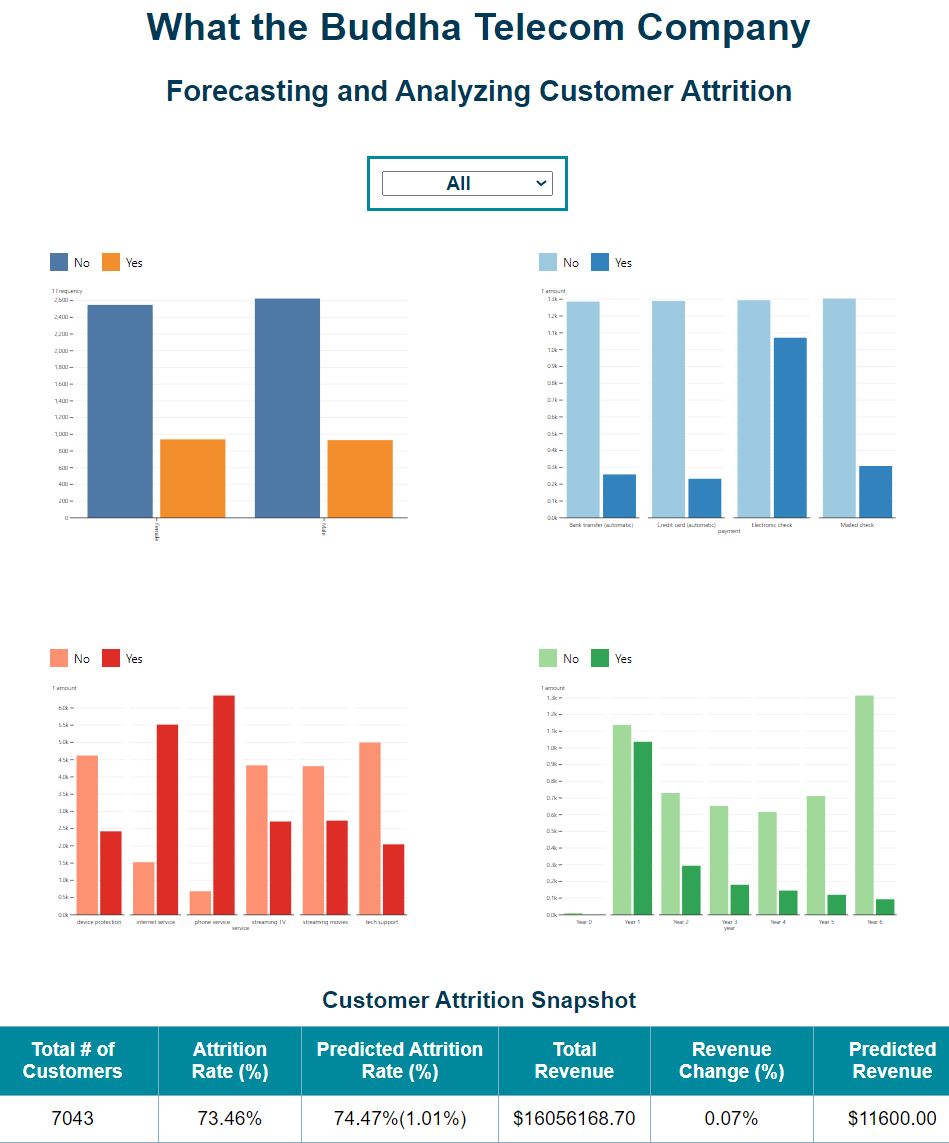 What the Buddha Telecom Company
Forecasting and Analyzing Customer Attrition
All
No Yes
↑ Frequency
2,600
2,400
2,200
2,000
1,800
1,600
1,400
1,200
1,000
800
600
400
200
0
Female Male
No Yes
↑ amount
1.3k
1.2k
1.1k
1.0k
0.9k
0.8k
0.7k
0.6k
0.5k
0.4k
0.3k
0.2k
0.1k
0.0k
Bank transfer (automatic) Credit card (automatic) Electronic check Mailed check
payment
No Yes
↑ amount
6.0k
5.5k
5.0k
4.5k
4.0k
3.5k
3.0k
2.5k
2.0k
1.5k
1.0k
0.5k
0.0k
device protection internet service phone service streaming TV streaming movies tech support
service
No Yes
↑ amount
1.3k
1.2k
1.1k
1.0k
0.9k
0.8k
0.7k
0.6k
0.5k
0.4k
0.3k
0.2k
0.1k
0.0k
Year 0 Year 1 Year 2 Year 3 Year 4 Year 5 Year 6
year
Customer Attrition Snapshot
Total # of Customers Attrition Rate (%) Predicted Attrition Rate (%) Total Revenue Revenue Change (%) Predicted Revenue
7043 73.46% 74.47%(1.01%) $16056168.70 0.07% $11600.00